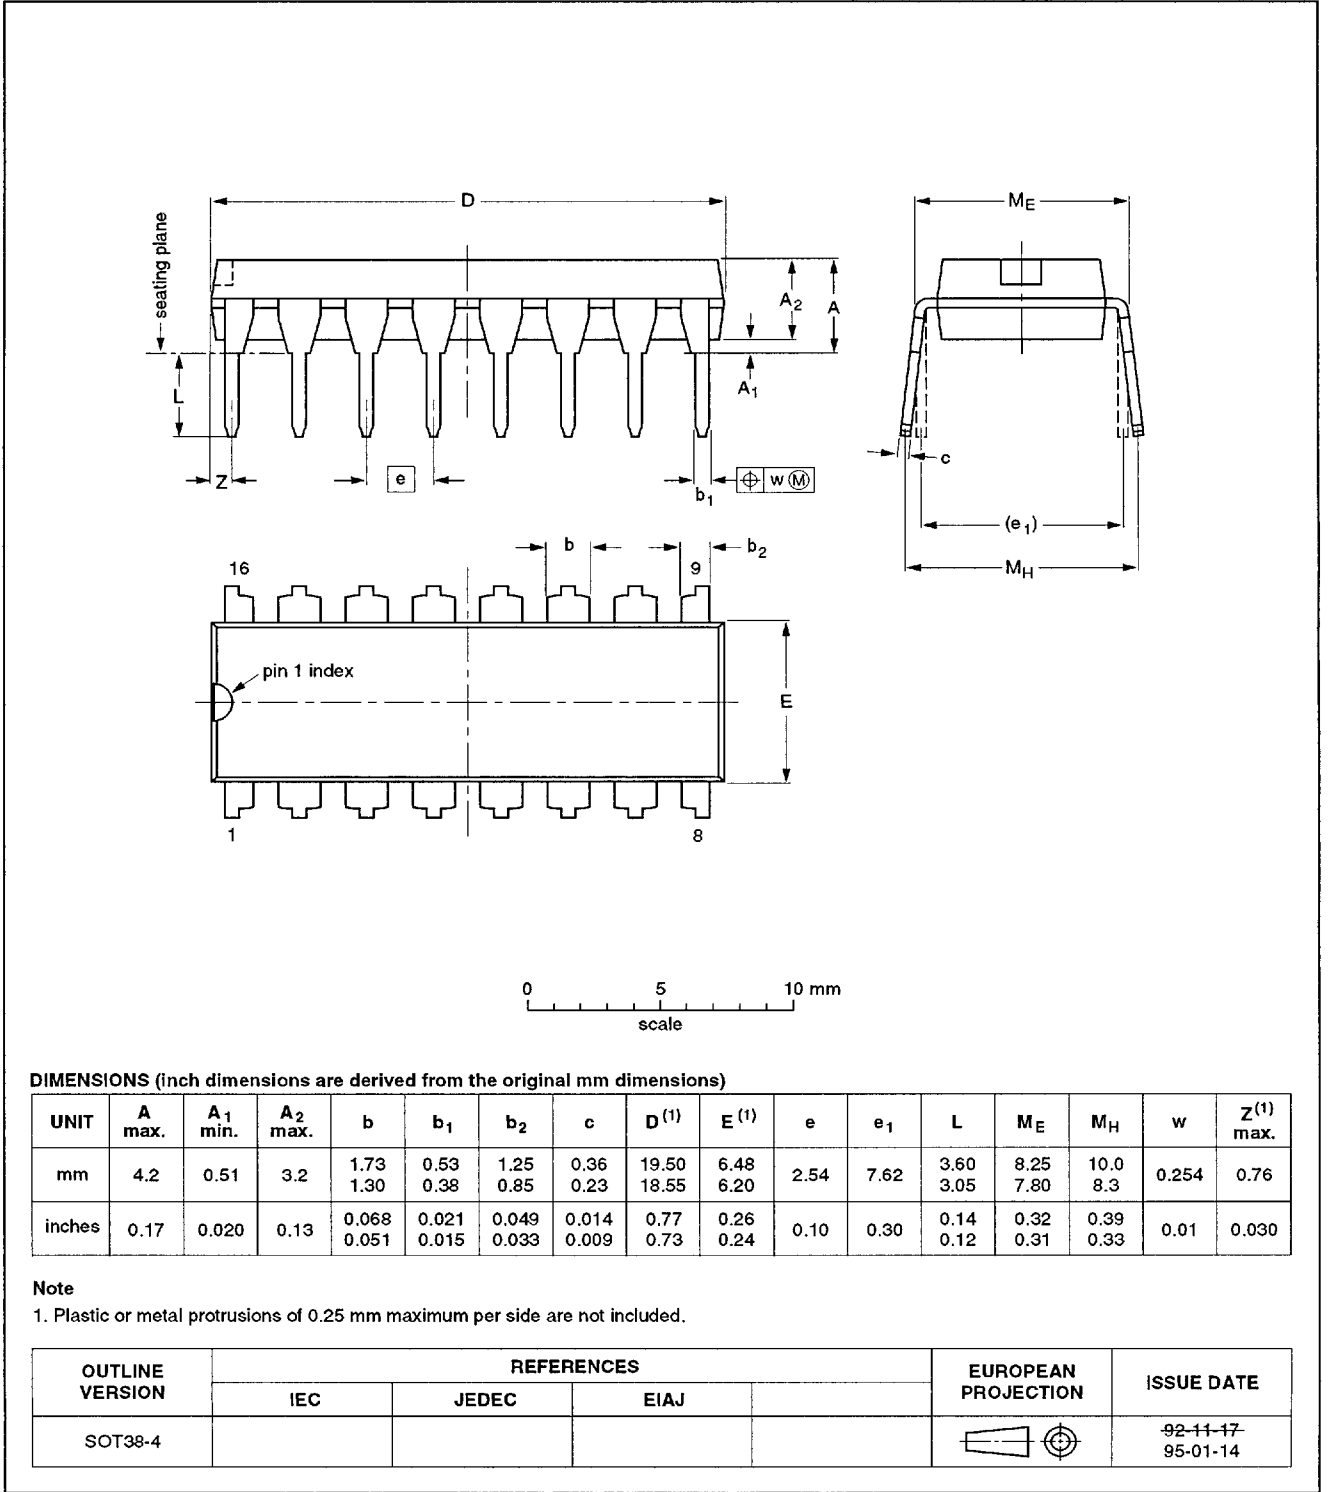 D
M_E
seating plane
A2
A
L
A1
c
Z
e
b1
w M
(e1)
b
b2
M_H
16
9
pin 1 index
E
1
8
0 5 10 mm
scale
DIMENSIONS (inch dimensions are derived from the original mm dimensions)
UNIT A max. A1 min. A2 max. b b1 b2 c D(1) E(1) e e1 L M_E M_H w Z(1) max.
mm 4.2 0.51 3.2 1.73 1.30 0.53 0.38 1.25 0.85 0.36 0.23 19.50 18.55 6.48 6.20 2.54 7.62 3.60 3.05 8.25 7.80 10.0 8.3 0.254 0.76
inches 0.17 0.020 0.13 0.068 0.051 0.021 0.015 0.049 0.033 0.014 0.009 0.77 0.73 0.26 0.24 0.10 0.30 0.14 0.12 0.32 0.31 0.39 0.33 0.01 0.030
Note
1. Plastic or metal protrusions of 0.25 mm maximum per side are not included.
OUTLINE VERSION REFERENCES EUROPEAN PROJECTION ISSUE DATE
IEC JEDEC EIAJ
SOT38-4 92-11-17
95-01-14